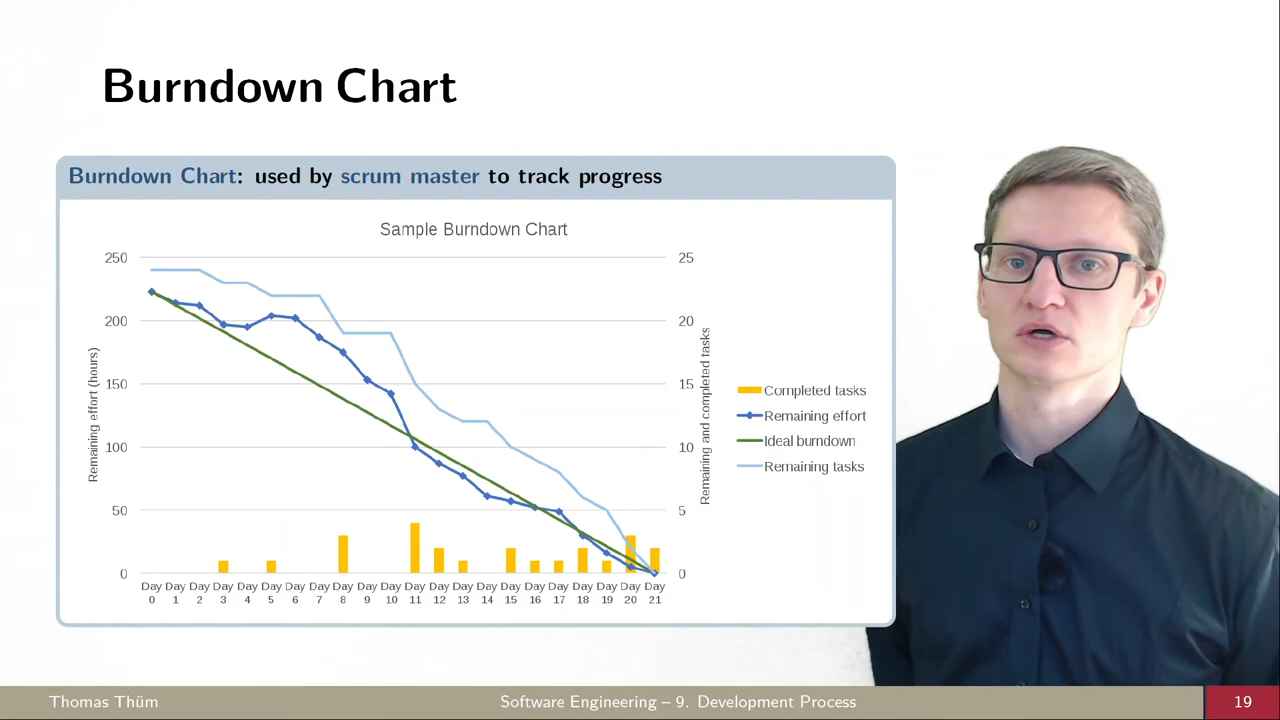 Burndown Chart
Burndown Chart: used by scrum master to track progress
Sample Burndown Chart
250
200
150
100
50
0
Remaining effort (hours)
25
20
15
10
5
0
Remaining and completed tasks
Completed tasks
Remaining effort
Ideal burndown
Remaining tasks
Day Day Day Day Day Day Day Day Day Day Day Day Day Day Day Day Day Day Day Day Day Day
0 1 2 3 4 5 6 7 8 9 10 11 12 13 14 15 16 17 18 19 20 21
Thomas Thüm
Software Engineering – 9. Development Process
19